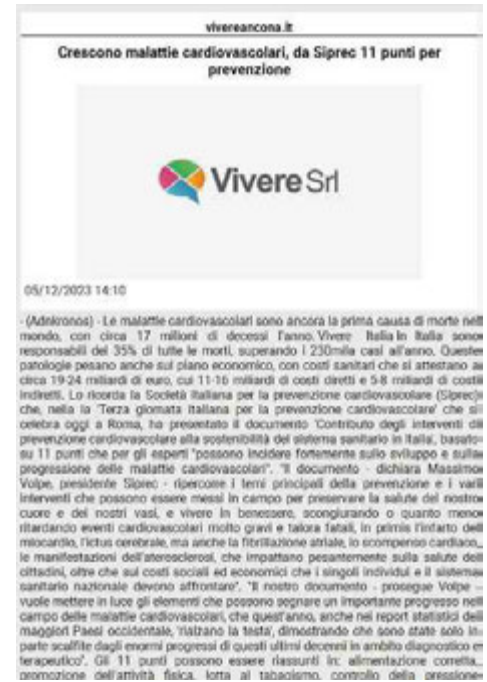 vivereancona.it
Crescono malattie cardiovascolari, da Siprec 11 punti per
prevenzione
Vivere Srl
05/12/2023 14:10
- (Adnkronos) - Le malattie cardiovascolari sono ancora la prima causa di morte nel
mondo, con circa 17 milioni di decessi l'anno. Vivere Italia In Italia sono
responsabili del 35% di tutte le morti, superando i 230mila casi all'anno. Queste
patologie pesano anche sul piano economico, con costi sanitari che si attestano a
circa 19-24 miliardi di euro, cui 11-16 miliardi di costi diretti e 5-8 miliardi di costi
indiretti. Lo ricorda la Società italiana per la prevenzione cardiovascolare (Siprec)
che, nella 'Terza giornata italiana per la prevenzione cardiovascolare' che si
celebra oggi a Roma, ha presentato il documento 'Contributo degli interventi di
prevenzione cardiovascolare alla sostenibilità del sistema sanitario in Italia', basato
su 11 punti che per gli esperti "possono incidere fortemente sullo sviluppo e sulla
progressione delle malattie cardiovascolari". "Il documento - dichiara Massimo
Volpe, presidente Siprec - ripercorre i temi principali della prevenzione e i vari
interventi che possono essere messi in campo per preservare la salute del nostro
cuore e dei nostri vasi, e vivere in benessere, scongiurando o quanto meno
ritardando eventi cardiovascolari molto gravi e talora fatali, in primis l'infarto del
miocardio, l'ictus cerebrale, ma anche la fibrillazione atriale, lo scompenso cardiaco,
le manifestazioni dell'aterosclerosi, che impattano pesantemente sulla salute dei
cittadini, oltre che sui costi sociali ed economici che i singoli individui e il sistema
sanitario nazionale devono affrontare". "Il nostro documento - prosegue Volpe -
vuole mettere in luce gli elementi che possono segnare un importante progresso nel
campo delle malattie cardiovascolari, che quest'anno, anche nei report statistici dei
maggiori Paesi occidentale, 'rialzano la testa', dimostrando che sono state solo in
parte scalfite dagli enormi progressi di questi ultimi decenni in ambito diagnostico e
terapeutico". Gli 11 punti possono essere riassunti in: alimentazione corretta,
promozione dell'attività fisica, lotta al tabagismo, controllo della pressione